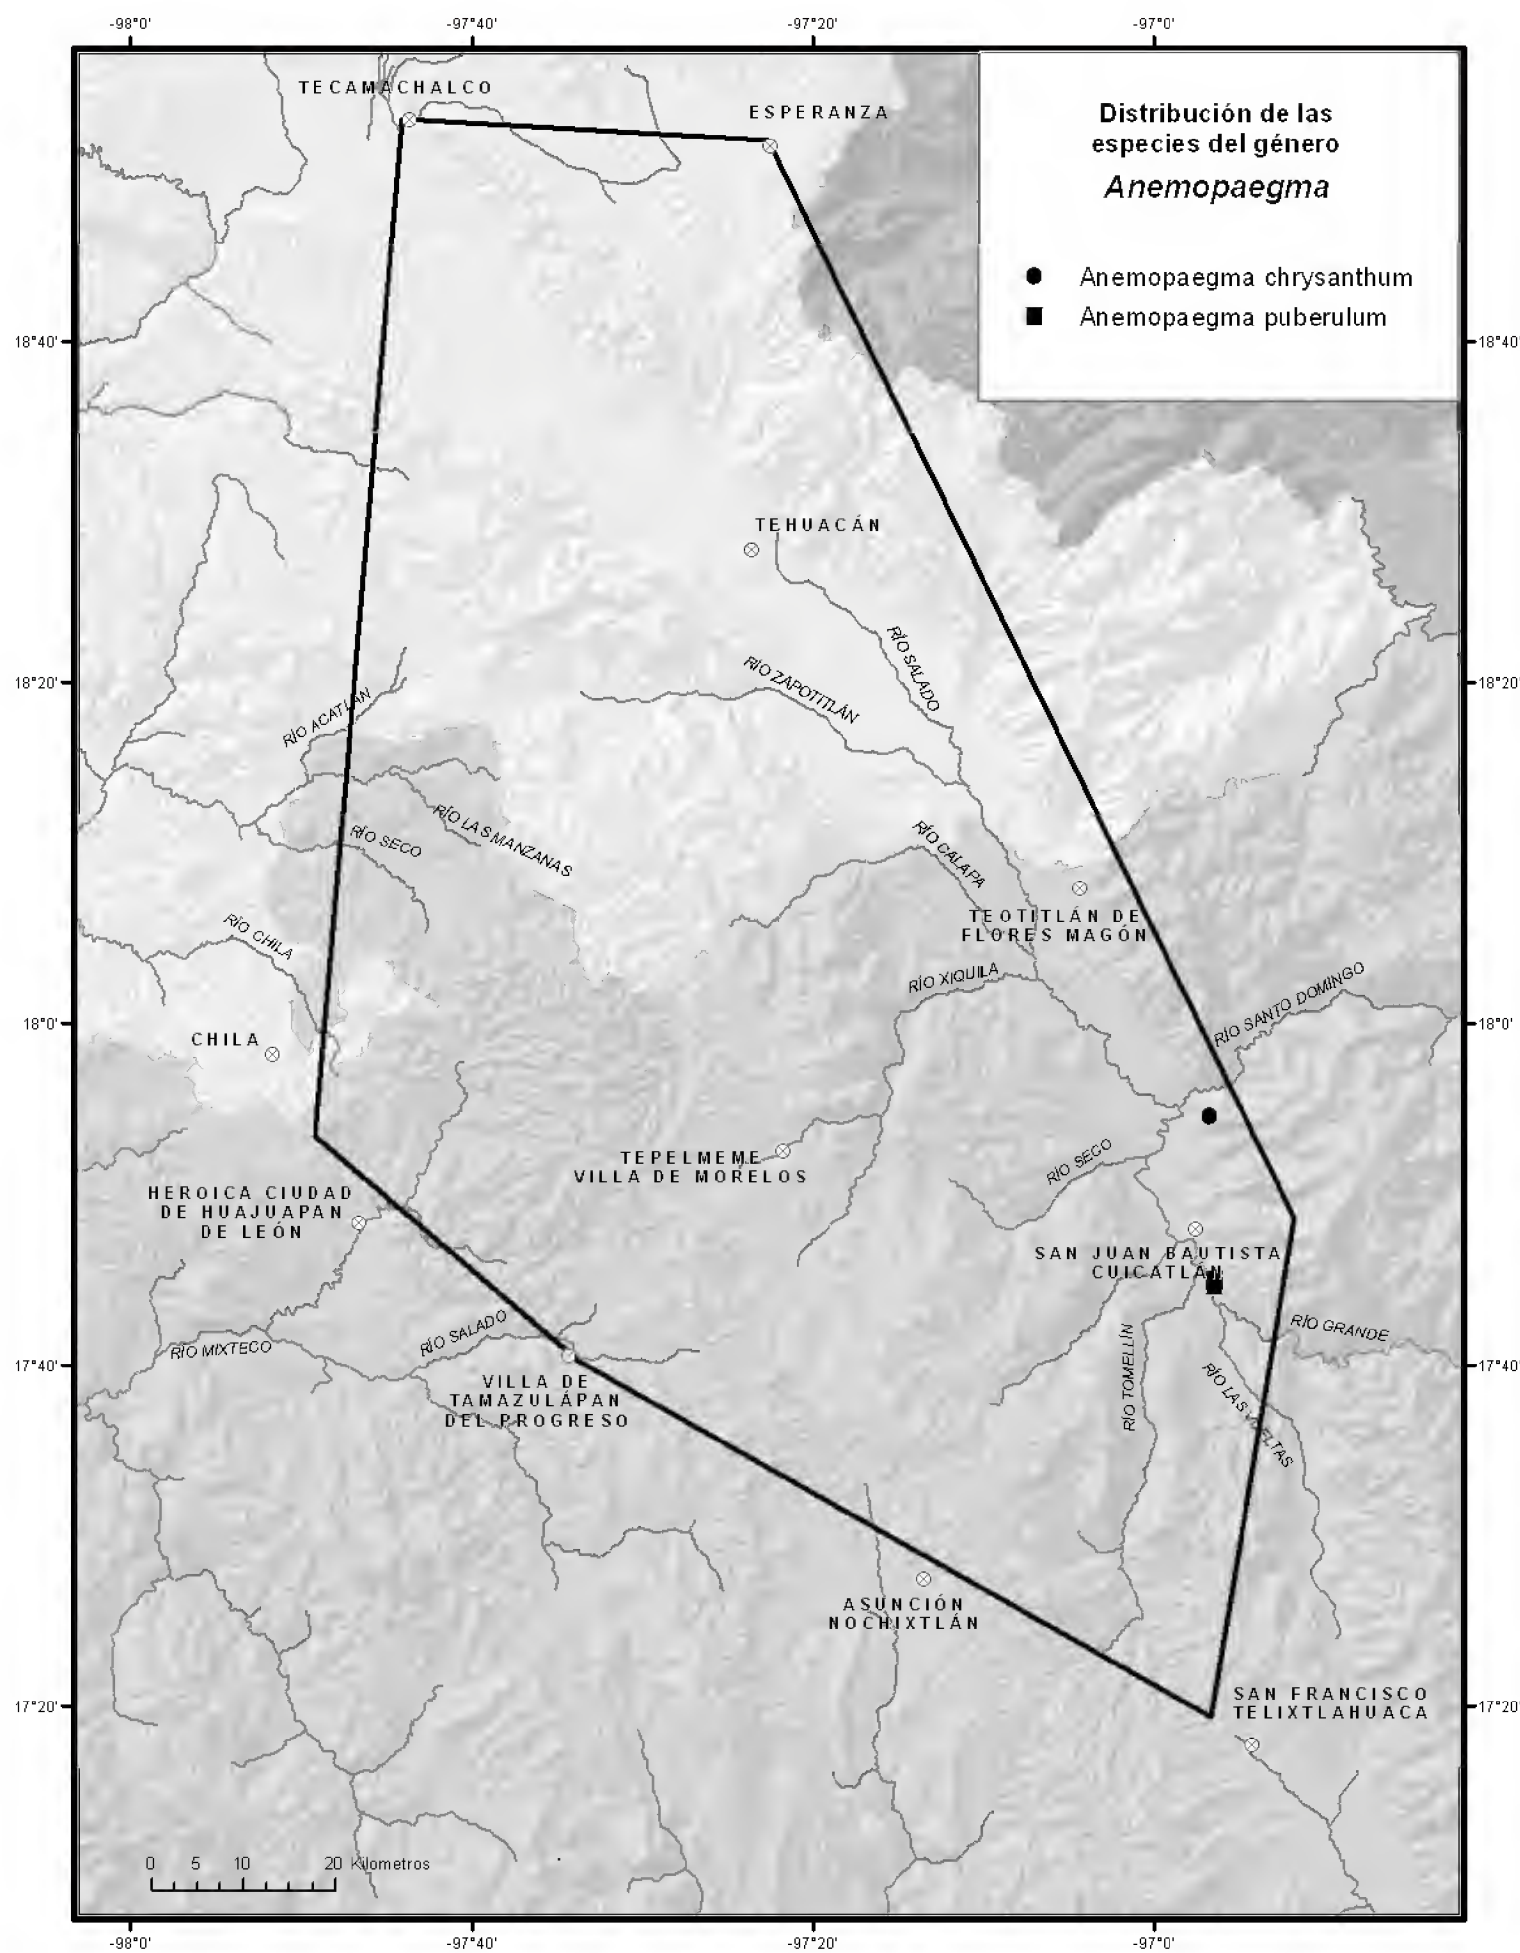 -98°0'
-97°40'
-97°20'
-97°0'
TECAMACHALCO
ESPERANZA
Distribución de las
especies del género
Anemopaegma
Anemopaegma chrysanthum
Anemopaegma puberulum
18°40'
18°40'
TEHUACÁN
RÍO SALADO
RÍO ZAPOTITLÁN
18°20'
18°20'
RÍO ACATLÁN
RÍO LAS MANZANAS
RÍO SECO
RÍO CALAPA
TEOTITLÁN DE
FLORES MAGÓN
RÍO CHILA
RÍO XIQUILA
RÍO SANTO DOMINGO
18°0'
18°0'
CHILA
TEPELMEME
VILLA DE MORELOS
RÍO SECO
HEROICA CIUDAD
DE HUAJUAPAN
DE LEÓN
SAN JUAN BAUTISTA
CUICATLÁN
RÍO GRANDE
RÍO SALADO
RÍO MIXTECO
17°40'
17°40'
RÍO TOMELLÍN
RÍO LAS VUELTAS
VILLA DE
TAMAZULÁPAN
DEL PROGRESO
ASUNCIÓN
NOCHIXTLÁN
SAN FRANCISCO
TELIXTLAHUACA
17°20'
17°20'
0 5 10 20 Kilometros
-98°0'
-97°40'
-97°20'
-97°0'